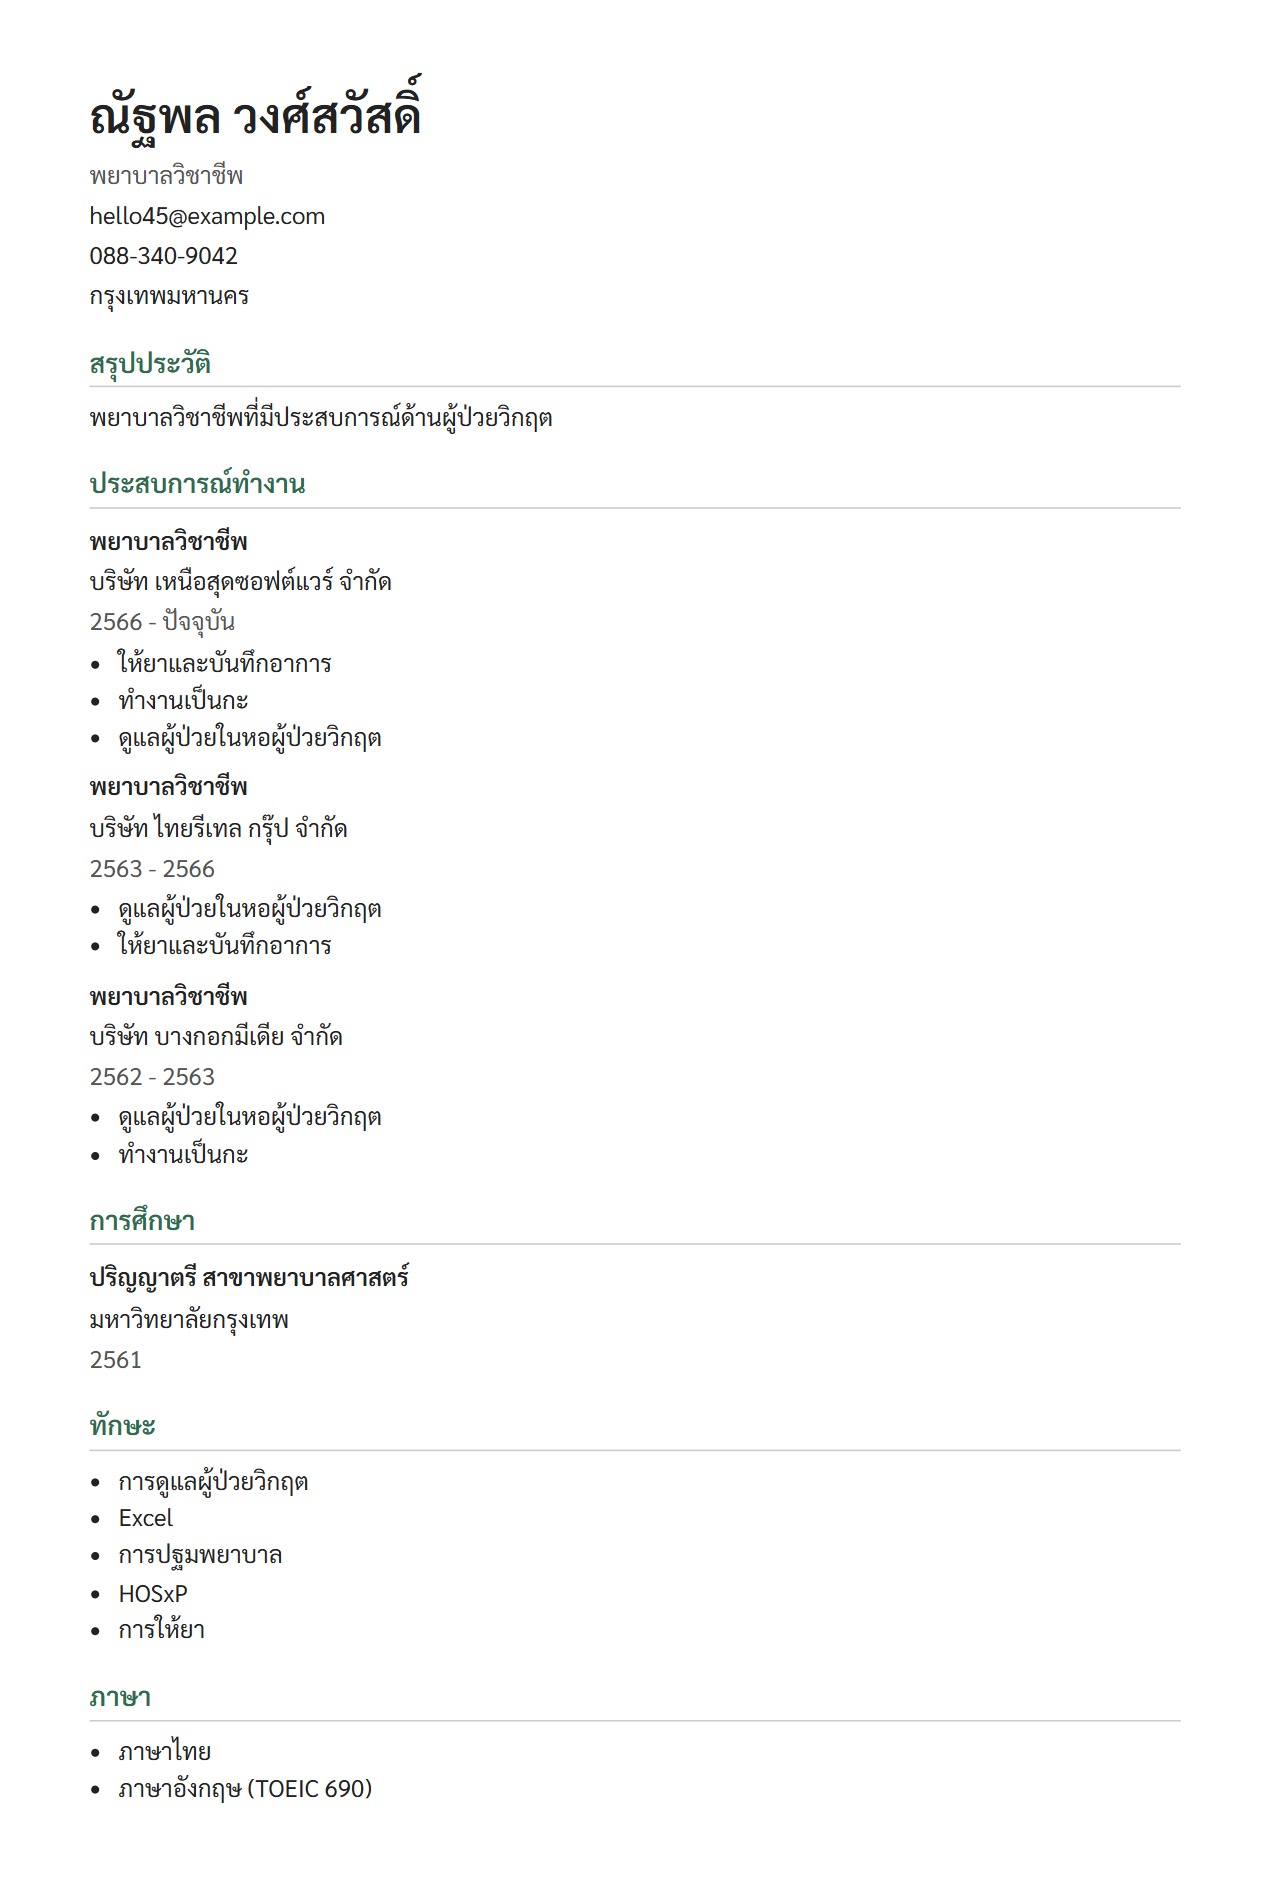 ณัฐพล วงศ์สวัสดิ์
พยาบาลวิชาชีพ
hello45@example.com
088-340-9042
กรุงเทพมหานคร
สรุปประวัติ
พยาบาลวิชาชีพที่มีประสบการณ์ด้านผู้ป่วยวิกฤต
ประสบการณ์ทำงาน
พยาบาลวิชาชีพ
บริษัท เหนือสุดซอฟต์แวร์ จำกัด
2566 - ปัจจุบัน
• ให้ยาและบันทึกอาการ
• ทำงานเป็นกะ
• ดูแลผู้ป่วยในหอผู้ป่วยวิกฤต
พยาบาลวิชาชีพ
บริษัท ไทยรีเทล กรุ๊ป จำกัด
2563 - 2566
• ดูแลผู้ป่วยในหอผู้ป่วยวิกฤต
• ให้ยาและบันทึกอาการ
พยาบาลวิชาชีพ
บริษัท บางกอกมีเดีย จำกัด
2562 - 2563
• ดูแลผู้ป่วยในหอผู้ป่วยวิกฤต
• ทำงานเป็นกะ
การศึกษา
ปริญญาตรี สาขาพยาบาลศาสตร์
มหาวิทยาลัยกรุงเทพ
2561
ทักษะ
• การดูแลผู้ป่วยวิกฤต
• Excel
• การปฐมพยาบาล
• HOSxP
• การให้ยา
ภาษา
• ภาษาไทย
• ภาษาอังกฤษ (TOEIC 690)